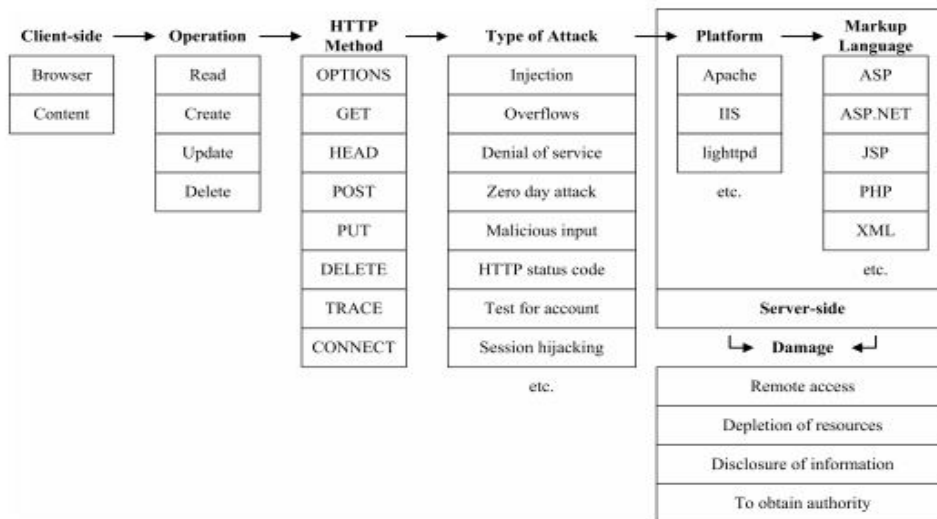 Client-side
Browser
Content
Operation
Read
Create
Update
Delete
HTTP
Method
OPTIONS
GET
HEAD
POST
PUT
DELETE
TRACE
CONNECT
Type of Attack
Injection
Overflows
Denial of service
Zero day attack
Malicious input
HTTP status code
Test for account
Session hijacking
etc.
Platform
Apache
IIS
lighttpd
etc.
Markup
Language
ASP
ASP.NET
JSP
PHP
XML
etc.
Server-side
Damage
Remote access
Depletion of resources
Disclosure of information
To obtain authority